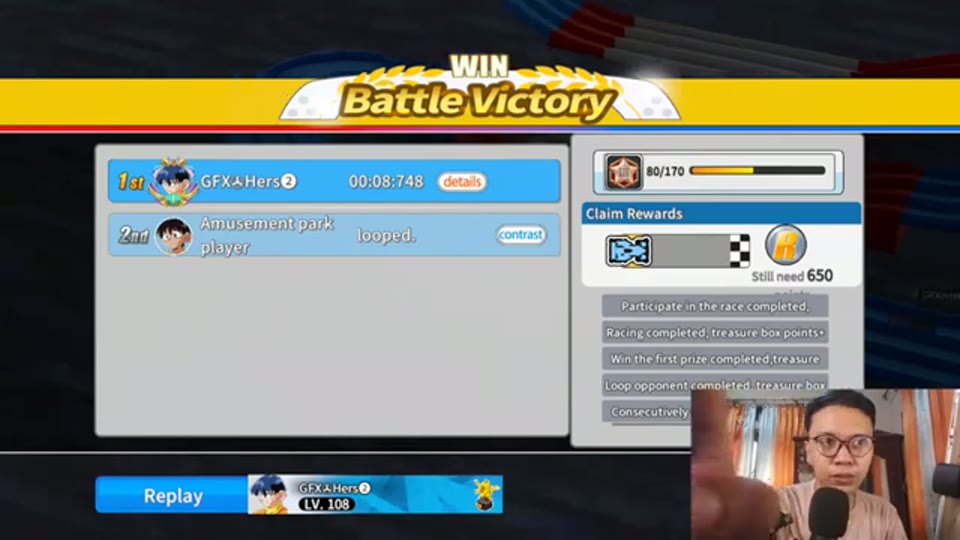 WIN
Battle Victory
1st GFX⁂Hers② 00:08:748 details
2nd Amusement park player looped. contrast
80/170
Claim Rewards
R
Still need 650
points
Participate in the race completed,
Racing completed, treasure box points+
Win the first prize completed,treasure
Loop opponent completed, treasure box
Consecutively
Replay
GFX⁂Hers②
LV. 108